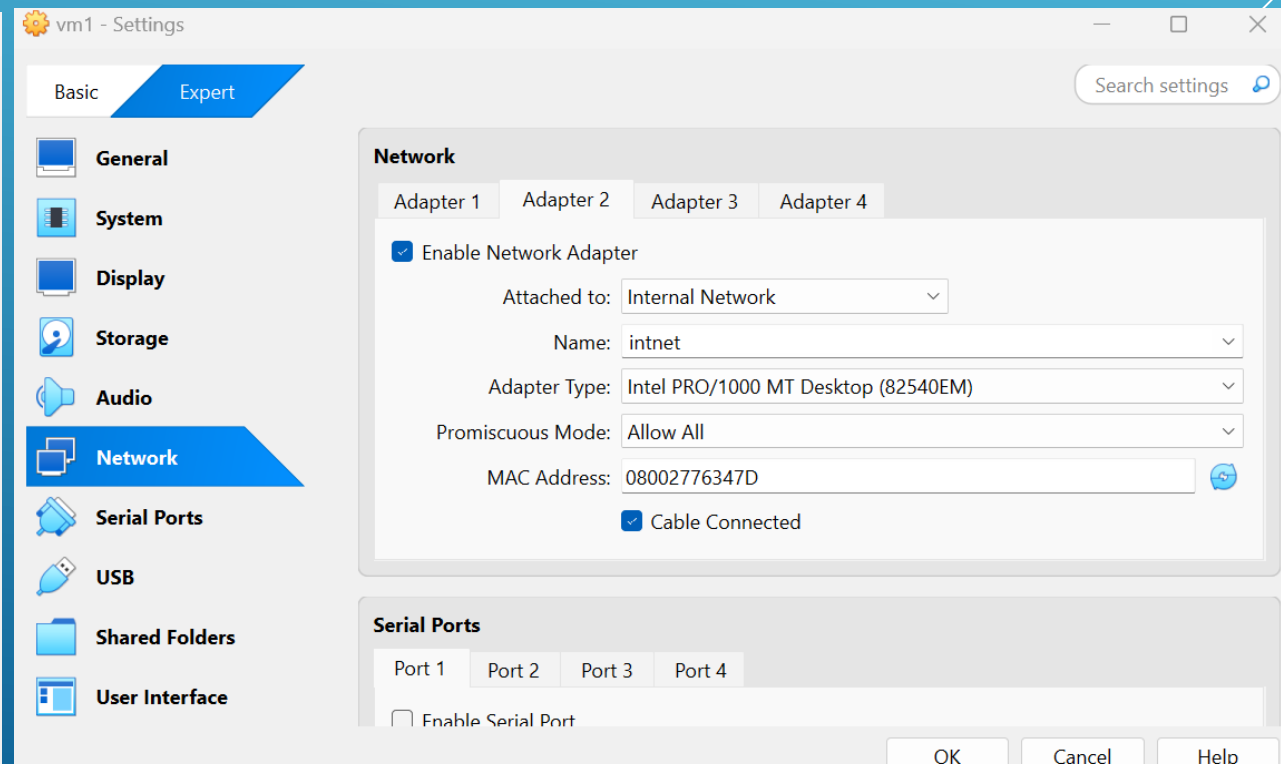 vm1 - Settings
Basic Expert
Search settings
General
System
Display
Storage
Audio
Network
Serial Ports
USB
Shared Folders
User Interface
Network
Adapter 1 Adapter 2 Adapter 3 Adapter 4
Enable Network Adapter
Attached to: Internal Network
Name: intnet
Adapter Type: Intel PRO/1000 MT Desktop (82540EM)
Promiscuous Mode: Allow All
MAC Address: 08002776347D
Cable Connected
Serial Ports
Port 1 Port 2 Port 3 Port 4
Enable Serial Port
OK Cancel Help